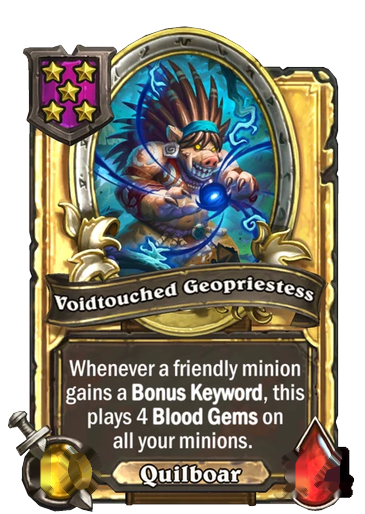 Voidtouched Geopriestess
Whenever a friendly minion
gains a Bonus Keyword, this
plays 4 Blood Gems on
all your minions.
Quilboar